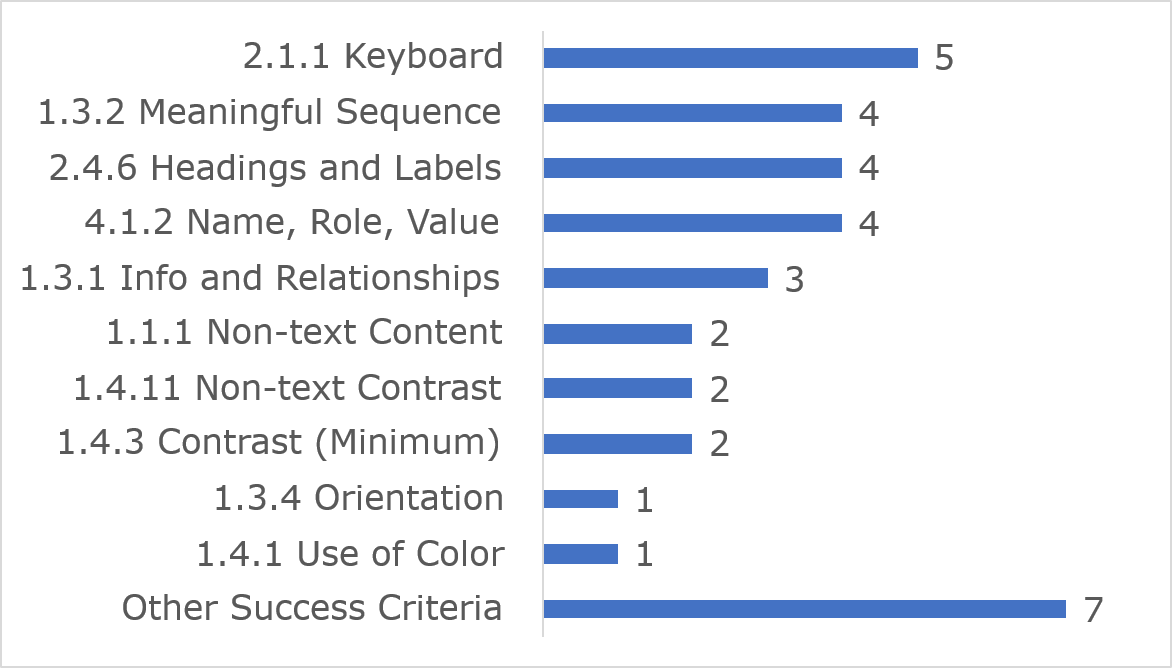 2.1.1 Keyboard 5
1.3.2 Meaningful Sequence 4
2.4.6 Headings and Labels 4
4.1.2 Name, Role, Value 4
1.3.1 Info and Relationships 3
1.1.1 Non-text Content 2
1.4.11 Non-text Contrast 2
1.4.3 Contrast (Minimum) 2
1.3.4 Orientation 1
1.4.1 Use of Color 1
Other Success Criteria 7